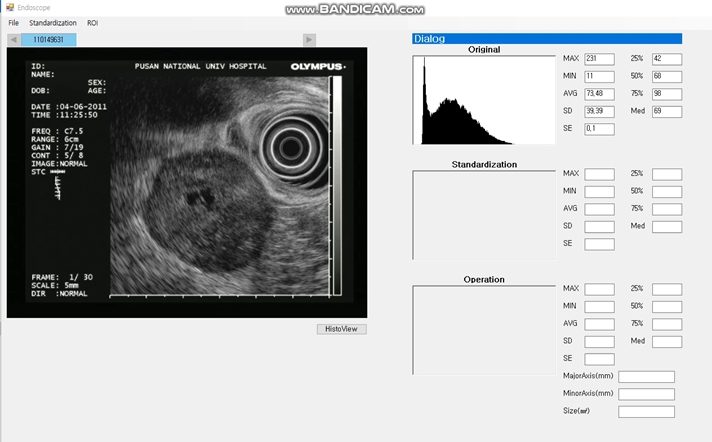 Endoscope
www.BANDICAM.com
File Standardization ROI
110149631
Dialog
ID: PUSAN NATIONAL UNIV HOSPITAL OLYMPUS
NAME:
SEX:
DOB: AGE:
DATE :04-06-2011
TIME :11:25:50
FREQ : C7.5
RANGE: 6cm
GAIN : 7/19
CONT : 5/ 8
IMAGE:NORMAL
STC
FRAME: 1/ 30
SCALE: 5mm
DIR :NORMAL
HistoView
Original
MAX 231 25% 42
MIN 11 50% 68
AVG 73,48 75% 98
SD 39,39 Med 69
SE 0,1
Standardization
MAX 25%
MIN 50%
AVG 75%
SD Med
SE
Operation
MAX 25%
MIN 50%
AVG 75%
SD Med
SE
MajorAxis(mm)
MinorAxis(mm)
Size(㎟)